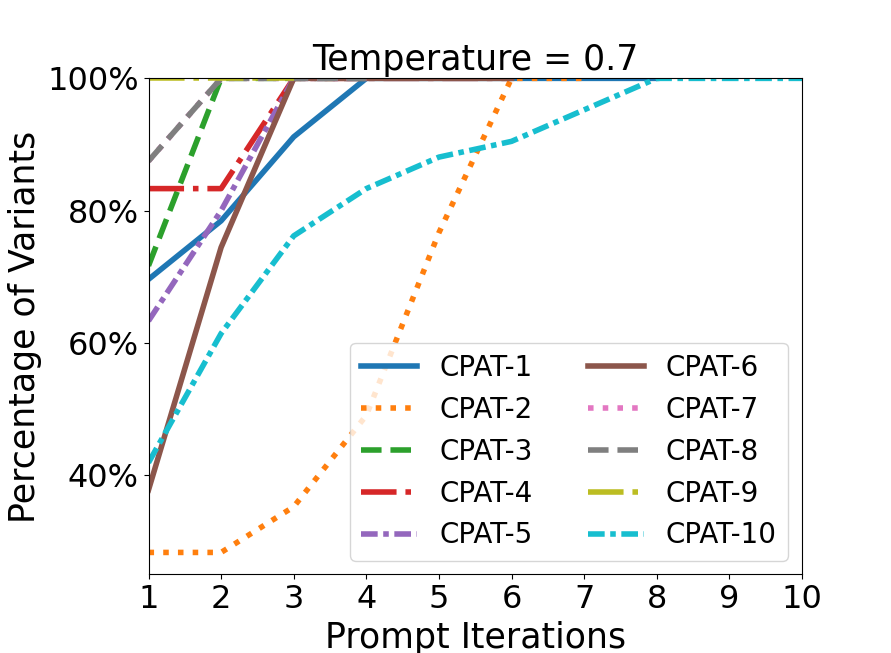 Temperature = 0.7
Percentage of Variants
100%
80%
60%
40%
CPAT-1
CPAT-2
CPAT-3
CPAT-4
CPAT-5
CPAT-6
CPAT-7
CPAT-8
CPAT-9
CPAT-10
1 2 3 4 5 6 7 8 9 10
Prompt Iterations